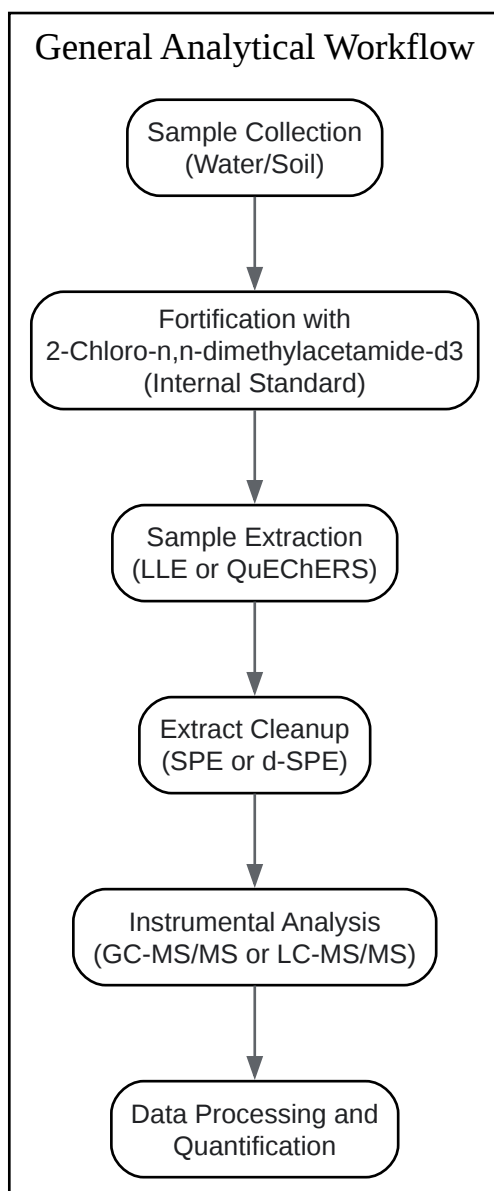 General Analytical Workflow
Sample Collection
(Water/Soil)
Fortification with
2-Chloro-n,n-dimethylacetamide-d3
(Internal Standard)
Sample Extraction
(LLE or QuEChERS)
Extract Cleanup
(SPE or d-SPE)
Instrumental Analysis
(GC-MS/MS or LC-MS/MS)
Data Processing and
Quantification